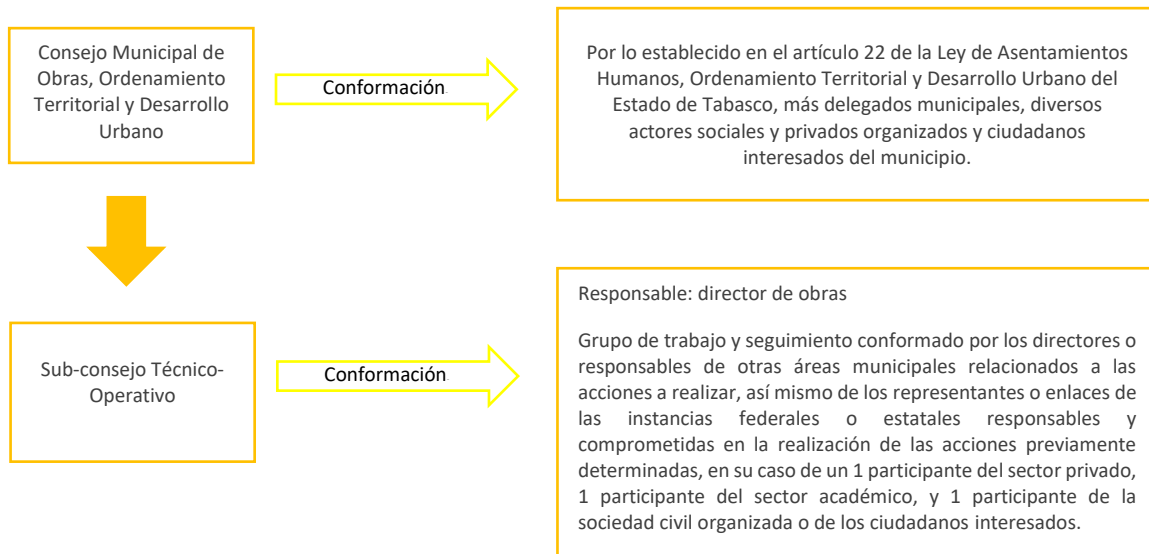 Consejo Municipal de
Obras, Ordenamiento
Territorial y Desarrollo
Urbano
Conformación
Por lo establecido en el artículo 22 de la Ley de Asentamientos
Humanos, Ordenamiento Territorial y Desarrollo Urbano del
Estado de Tabasco, más delegados municipales, diversos
actores sociales y privados organizados y ciudadanos
interesados del municipio.
Sub-consejo Técnico-
Operativo
Conformación
Responsable: director de obras
Grupo de trabajo y seguimiento conformado por los directores o
responsables de otras áreas municipales relacionados a las
acciones a realizar, así mismo de los representantes o enlaces de
las instancias federales o estatales responsables y
comprometidas en la realización de las acciones previamente
determinadas, en su caso de un 1 participante del sector privado,
1 participante del sector académico, y 1 participante de la
sociedad civil organizada o de los ciudadanos interesados.